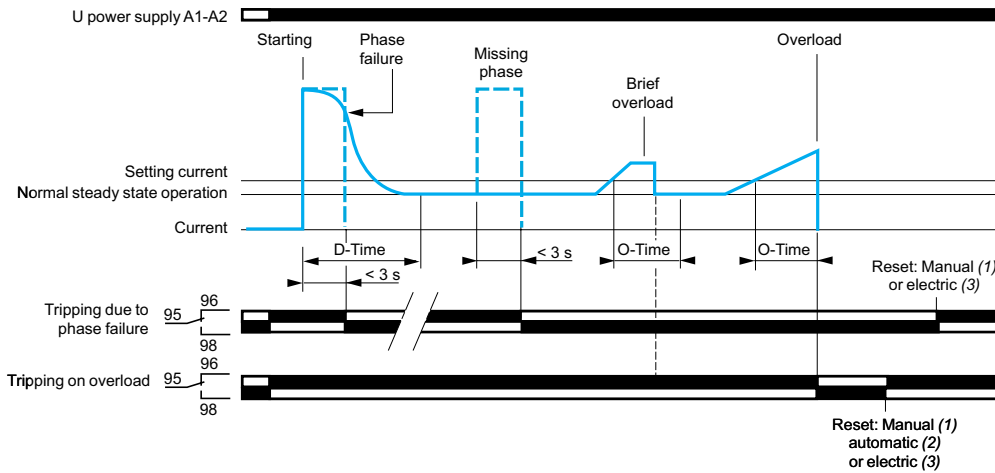 U power supply A1-A2
Starting
Phase
failure
Missing
phase
Brief
overload
Overload
Setting current
Normal steady state operation
Current
D-Time
< 3 s
< 3 s
O-Time
O-Time
Reset: Manual (1)
or electric (3)
Tripping due to
phase failure
95
96
98
Tripping on overload
95
96
98
Reset: Manual (1)
automatic (2)
or electric (3)